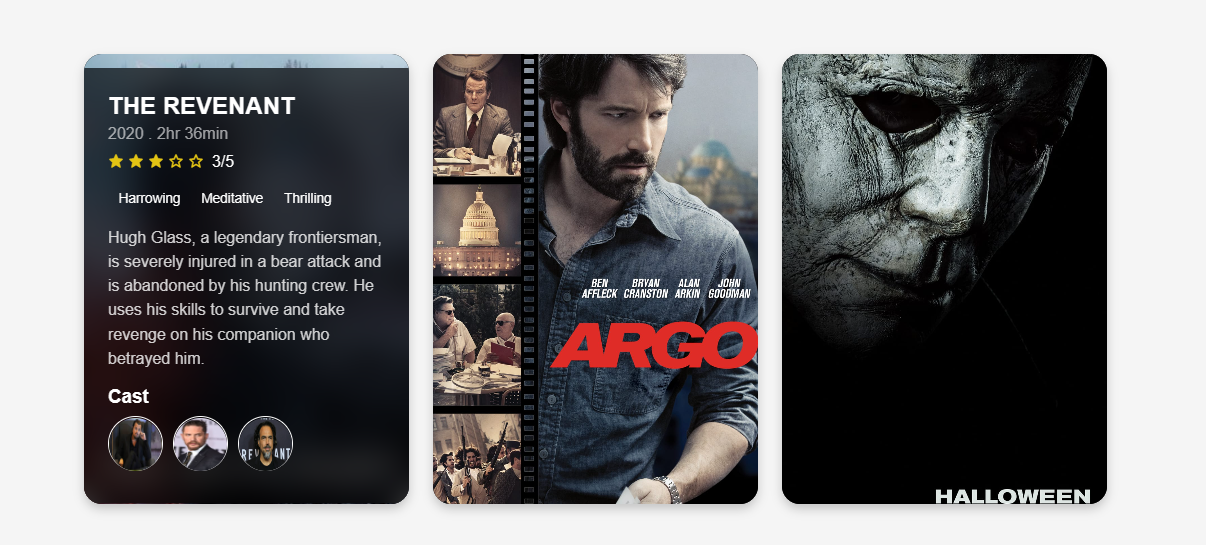 THE REVENANT
2020 . 2hr 36min
3/5
Harrowing Meditative Thrilling
Hugh Glass, a legendary frontiersman,
is severely injured in a bear attack and
is abandoned by his hunting crew. He
uses his skills to survive and take
revenge on his companion who
betrayed him.
Cast
REVENANT
BEN BRYAN ALAN JOHN
AFFLECK CRANSTON ARKIN GOODMAN
ARGO
HALLOWEEN